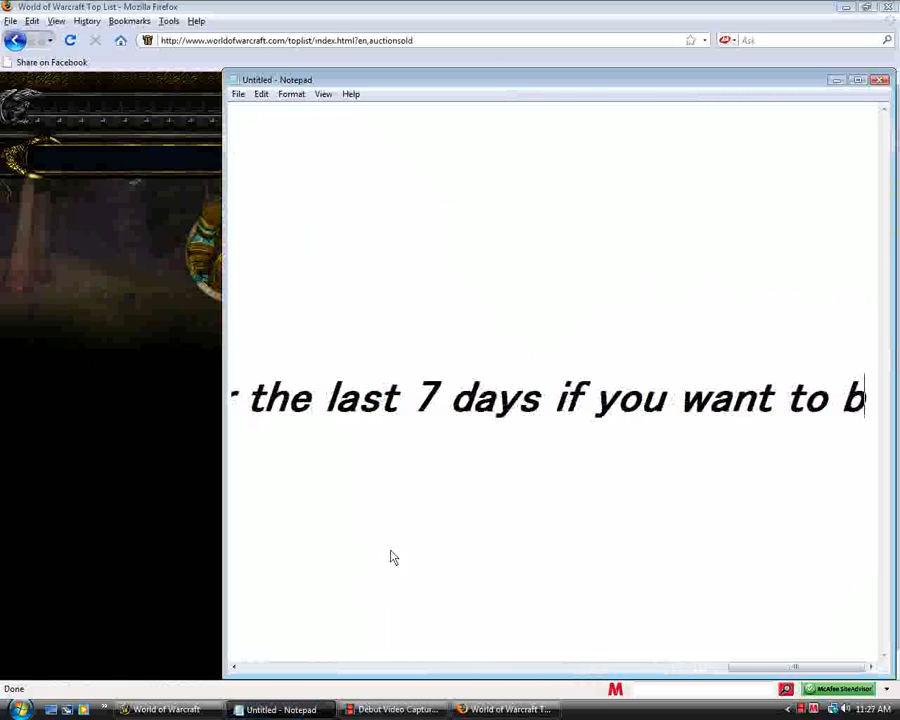 World of Warcraft Top List - Mozilla Firefox
File Edit View History Bookmarks Tools Help
http://www.worldofwarcraft.com/toplist/index.html?en,auctionsold
Ask
Share on Facebook
Untitled - Notepad
File Edit Format View Help
r the last 7 days if you want to b
Done
McAfee SiteAdvisor
World of Warcraft
Untitled - Notepad
Debut Video Captur...
World of Warcraft T...
11:27 AM